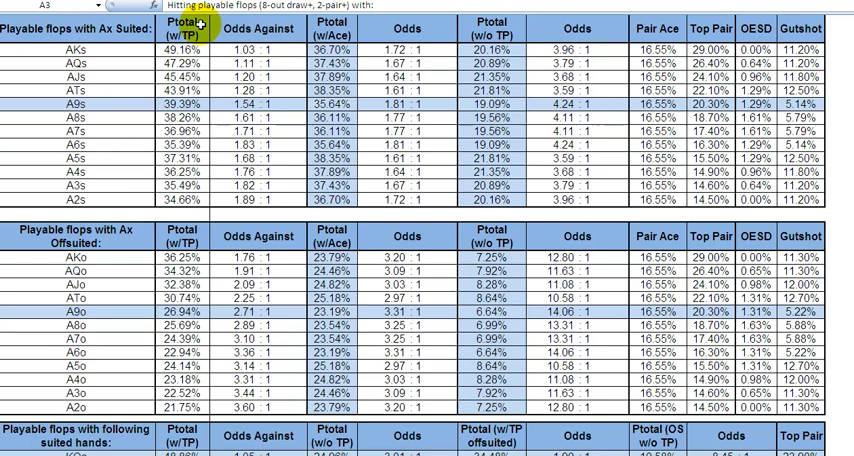 A3 fx Hitting playable flops (8-out draw+, 2-pair+) with:
Playable flops with Ax Suited: Ptotal (w/TP) Odds Against Ptotal (w/Ace) Odds Ptotal (w/o TP) Odds Pair Ace Top Pair OESD Gutshot
AKs 49.16% 1.03 : 1 36.70% 1.72 : 1 20.16% 3.96 : 1 16.55% 29.00% 0.00% 11.20%
AQs 47.29% 1.11 : 1 37.43% 1.67 : 1 20.89% 3.79 : 1 16.55% 26.40% 0.64% 11.20%
AJs 45.45% 1.20 : 1 37.89% 1.64 : 1 21.35% 3.68 : 1 16.55% 24.10% 0.96% 11.80%
ATs 43.91% 1.28 : 1 38.35% 1.61 : 1 21.81% 3.59 : 1 16.55% 22.10% 1.29% 12.50%
A9s 39.39% 1.54 : 1 35.64% 1.81 : 1 19.09% 4.24 : 1 16.55% 20.30% 1.29% 5.14%
A8s 38.26% 1.61 : 1 36.11% 1.77 : 1 19.56% 4.11 : 1 16.55% 18.70% 1.61% 5.79%
A7s 36.96% 1.71 : 1 36.11% 1.77 : 1 19.56% 4.11 : 1 16.55% 17.40% 1.61% 5.79%
A6s 35.39% 1.83 : 1 35.64% 1.81 : 1 19.09% 4.24 : 1 16.55% 16.30% 1.29% 5.14%
A5s 37.31% 1.68 : 1 38.35% 1.61 : 1 21.81% 3.59 : 1 16.55% 15.50% 1.29% 12.50%
A4s 36.25% 1.76 : 1 37.89% 1.64 : 1 21.35% 3.68 : 1 16.55% 14.90% 0.96% 11.80%
A3s 35.49% 1.82 : 1 37.43% 1.67 : 1 20.89% 3.79 : 1 16.55% 14.60% 0.64% 11.20%
A2s 34.66% 1.89 : 1 36.70% 1.72 : 1 20.16% 3.96 : 1 16.55% 14.50% 0.00% 11.20%
Playable flops with Ax Offsuited: Ptotal (w/TP) Odds Against Ptotal (w/Ace) Odds Ptotal (w/o TP) Odds Pair Ace Top Pair OESD Gutshot
AKo 36.25% 1.76 : 1 23.79% 3.20 : 1 7.25% 12.80 : 1 16.55% 29.00% 0.00% 11.30%
AQo 34.32% 1.91 : 1 24.46% 3.09 : 1 7.92% 11.63 : 1 16.55% 26.40% 0.65% 11.30%
AJo 32.38% 2.09 : 1 24.82% 3.03 : 1 8.28% 11.08 : 1 16.55% 24.10% 0.98% 12.00%
ATo 30.74% 2.25 : 1 25.18% 2.97 : 1 8.64% 10.58 : 1 16.55% 22.10% 1.31% 12.70%
A9o 26.94% 2.71 : 1 23.19% 3.31 : 1 6.64% 14.06 : 1 16.55% 20.30% 1.31% 5.22%
A8o 25.69% 2.89 : 1 23.54% 3.25 : 1 6.99% 13.31 : 1 16.55% 18.70% 1.63% 5.88%
A7o 24.39% 3.10 : 1 23.54% 3.25 : 1 6.99% 13.31 : 1 16.55% 17.40% 1.63% 5.88%
A6o 22.94% 3.36 : 1 23.19% 3.31 : 1 6.64% 14.06 : 1 16.55% 16.30% 1.31% 5.22%
A5o 24.14% 3.14 : 1 25.18% 2.97 : 1 8.64% 10.58 : 1 16.55% 15.50% 1.31% 12.70%
A4o 23.18% 3.31 : 1 24.82% 3.03 : 1 8.28% 11.08 : 1 16.55% 14.90% 0.98% 12.00%
A3o 22.52% 3.44 : 1 24.46% 3.09 : 1 7.92% 11.63 : 1 16.55% 14.60% 0.65% 11.30%
A2o 21.75% 3.60 : 1 23.79% 3.20 : 1 7.25% 12.80 : 1 16.55% 14.50% 0.00% 11.30%
Playable flops with following suited hands: Ptotal (w/TP) Odds Against Ptotal (w/o TP) Odds Ptotal (w/TP offsuited) Odds Ptotal (OS w/o TP) Odds Top Pair